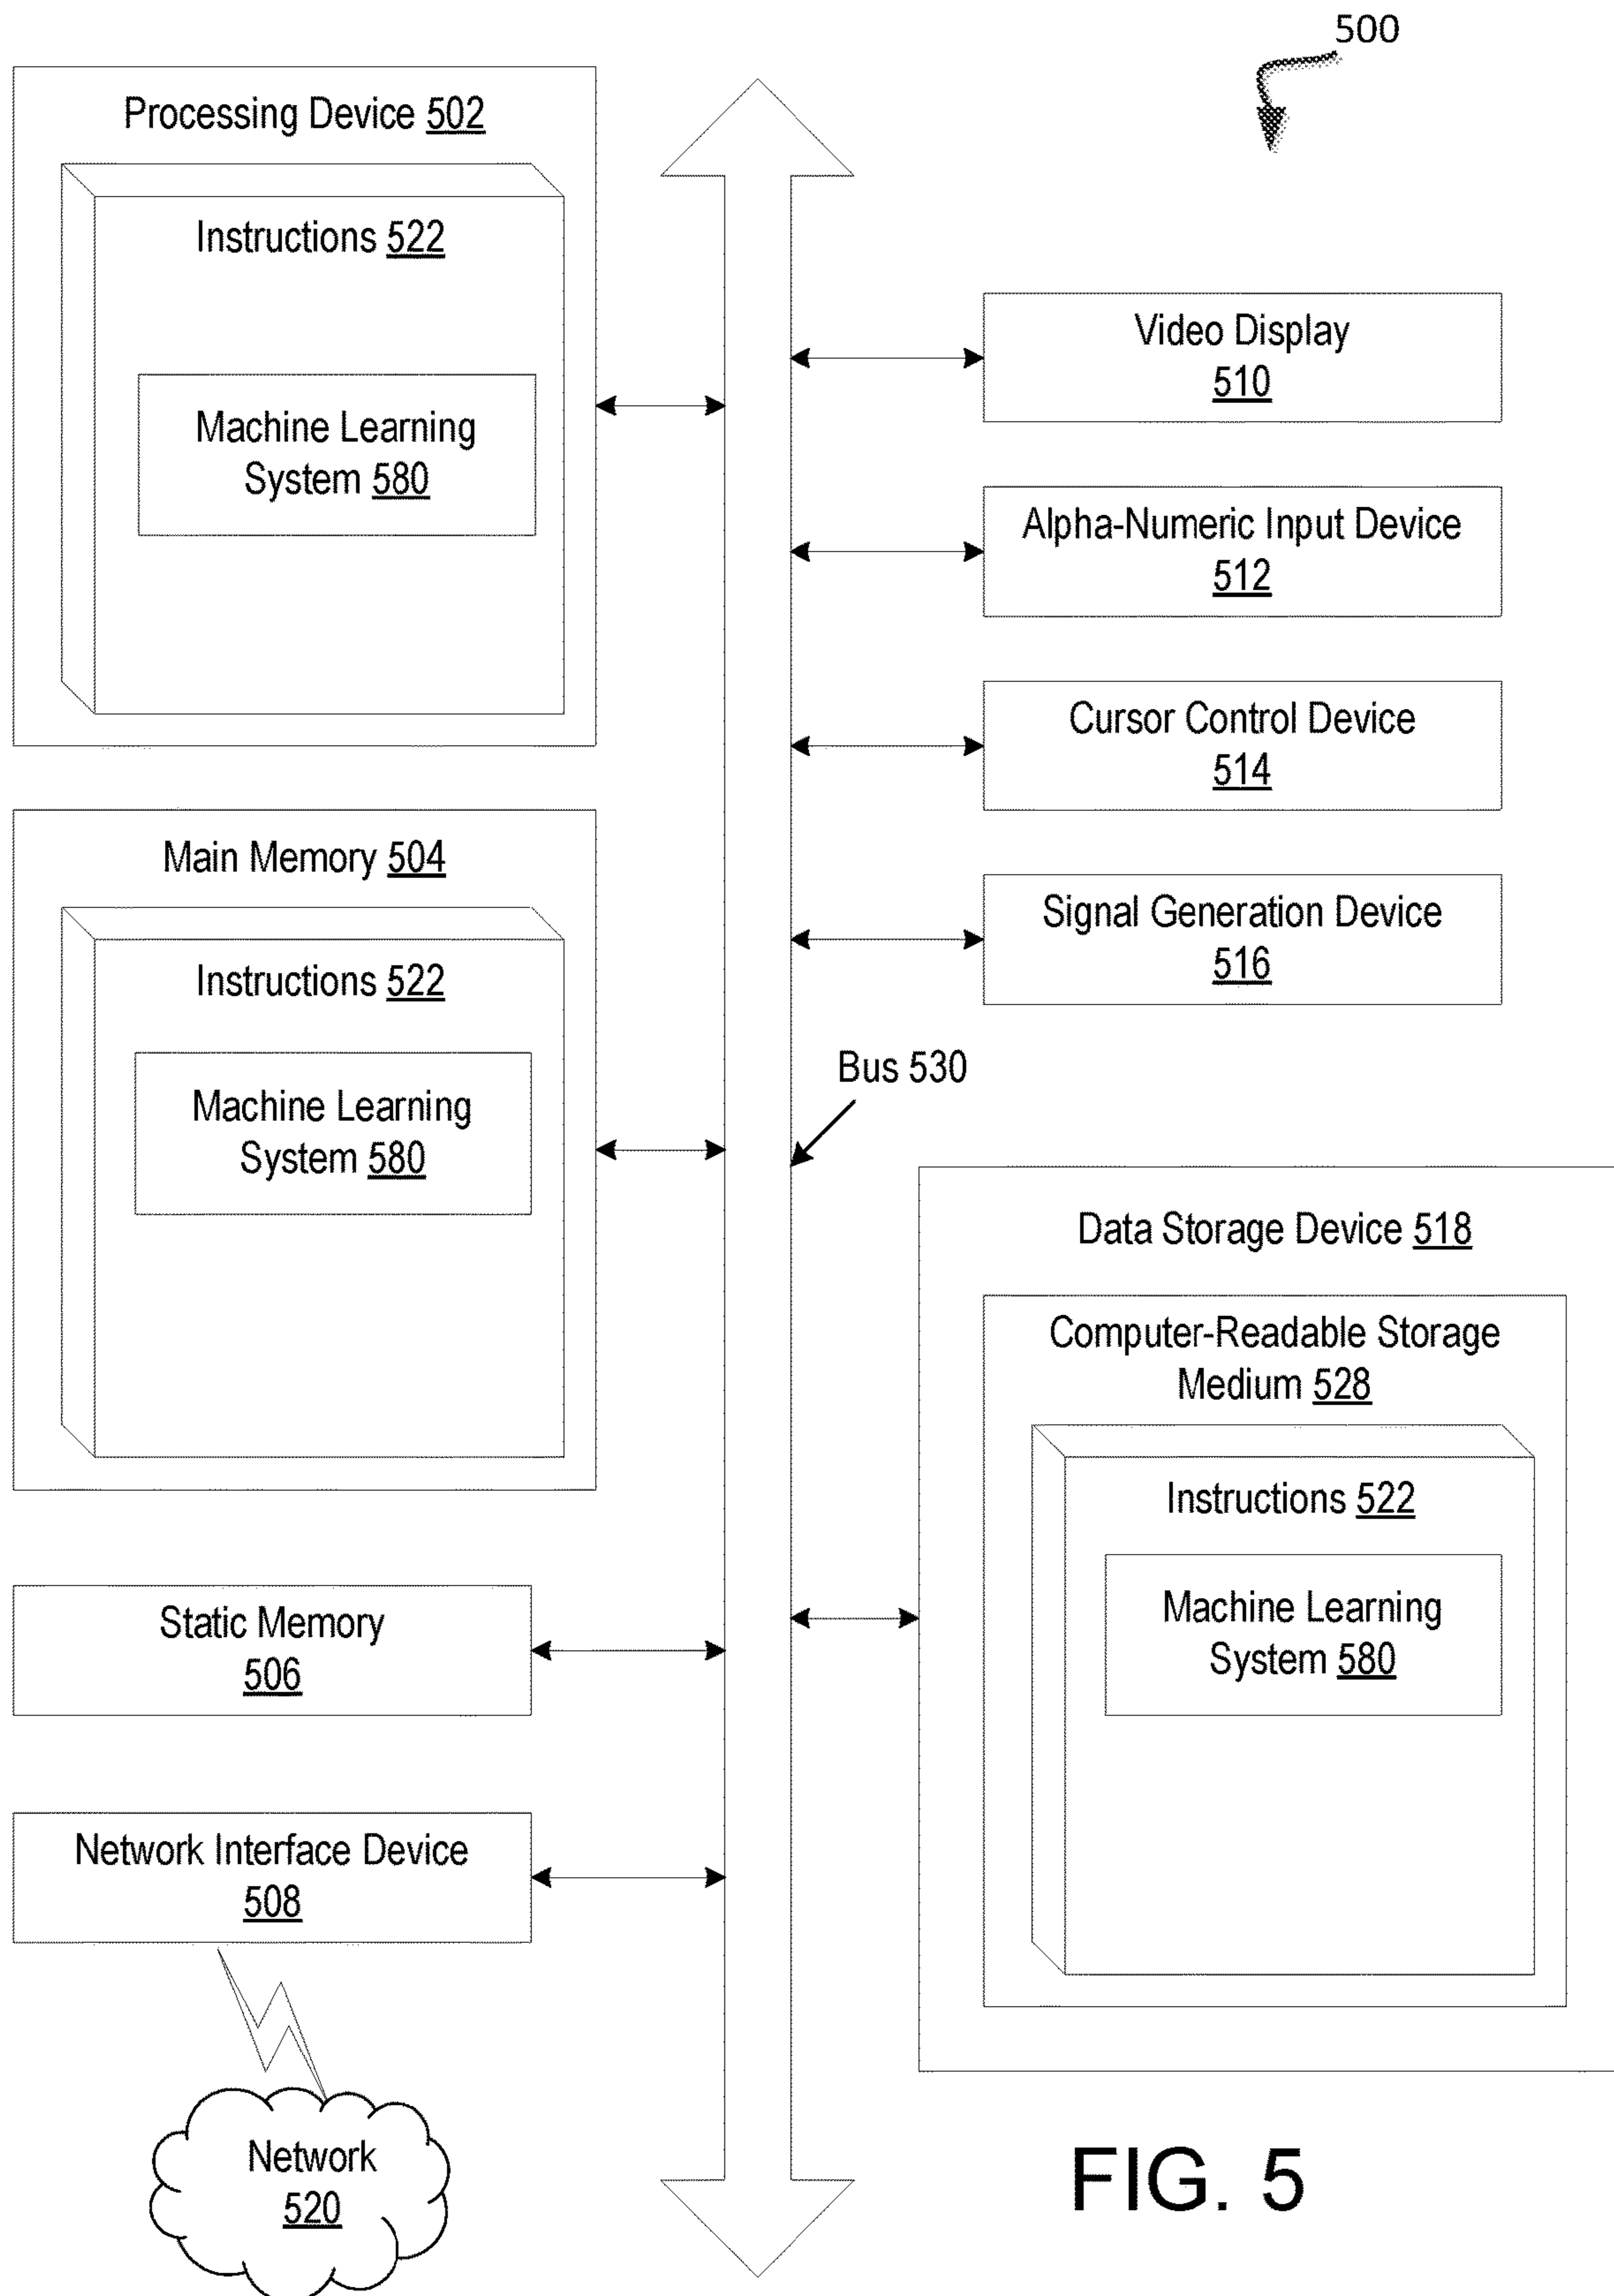 500
Processing Device 502
Instructions 522
Machine Learning
System 580
Main Memory 504
Instructions 522
Machine Learning
System 580
Static Memory
506
Network Interface Device
508
Network
520
Video Display
510
Alpha-Numeric Input Device
512
Cursor Control Device
514
Signal Generation Device
516
Bus 530
Data Storage Device 518
Computer-Readable Storage
Medium 528
Instructions 522
Machine Learning
System 580
FIG. 5